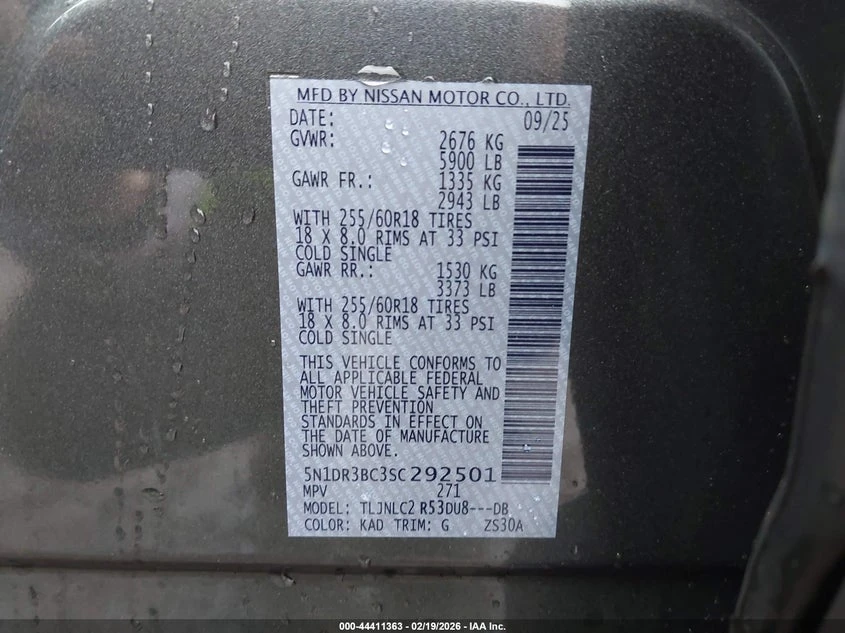 MFD BY NISSAN MOTOR CO., LTD.
DATE: 09/25
GVWR: 2676 KG
5900 LB
GAWR FR.: 1335 KG
2943 LB
WITH 255/60R18 TIRES
18 X 8.0 RIMS AT 33 PSI
COLD SINGLE
GAWR RR.: 1530 KG
3373 LB
WITH 255/60R18 TIRES
18 X 8.0 RIMS AT 33 PSI
COLD SINGLE
THIS VEHICLE CONFORMS TO
ALL APPLICABLE FEDERAL
MOTOR VEHICLE SAFETY AND
THEFT PREVENTION
STANDARDS IN EFFECT ON
THE DATE OF MANUFACTURE
SHOWN ABOVE.
5N1DR3BC3SC292501
MPV 271
MODEL: TLJNLC2 R53DU8---DB
COLOR: KAD TRIM: G ZS30A
000-44411363 - 02/19/2026 - IAA Inc.